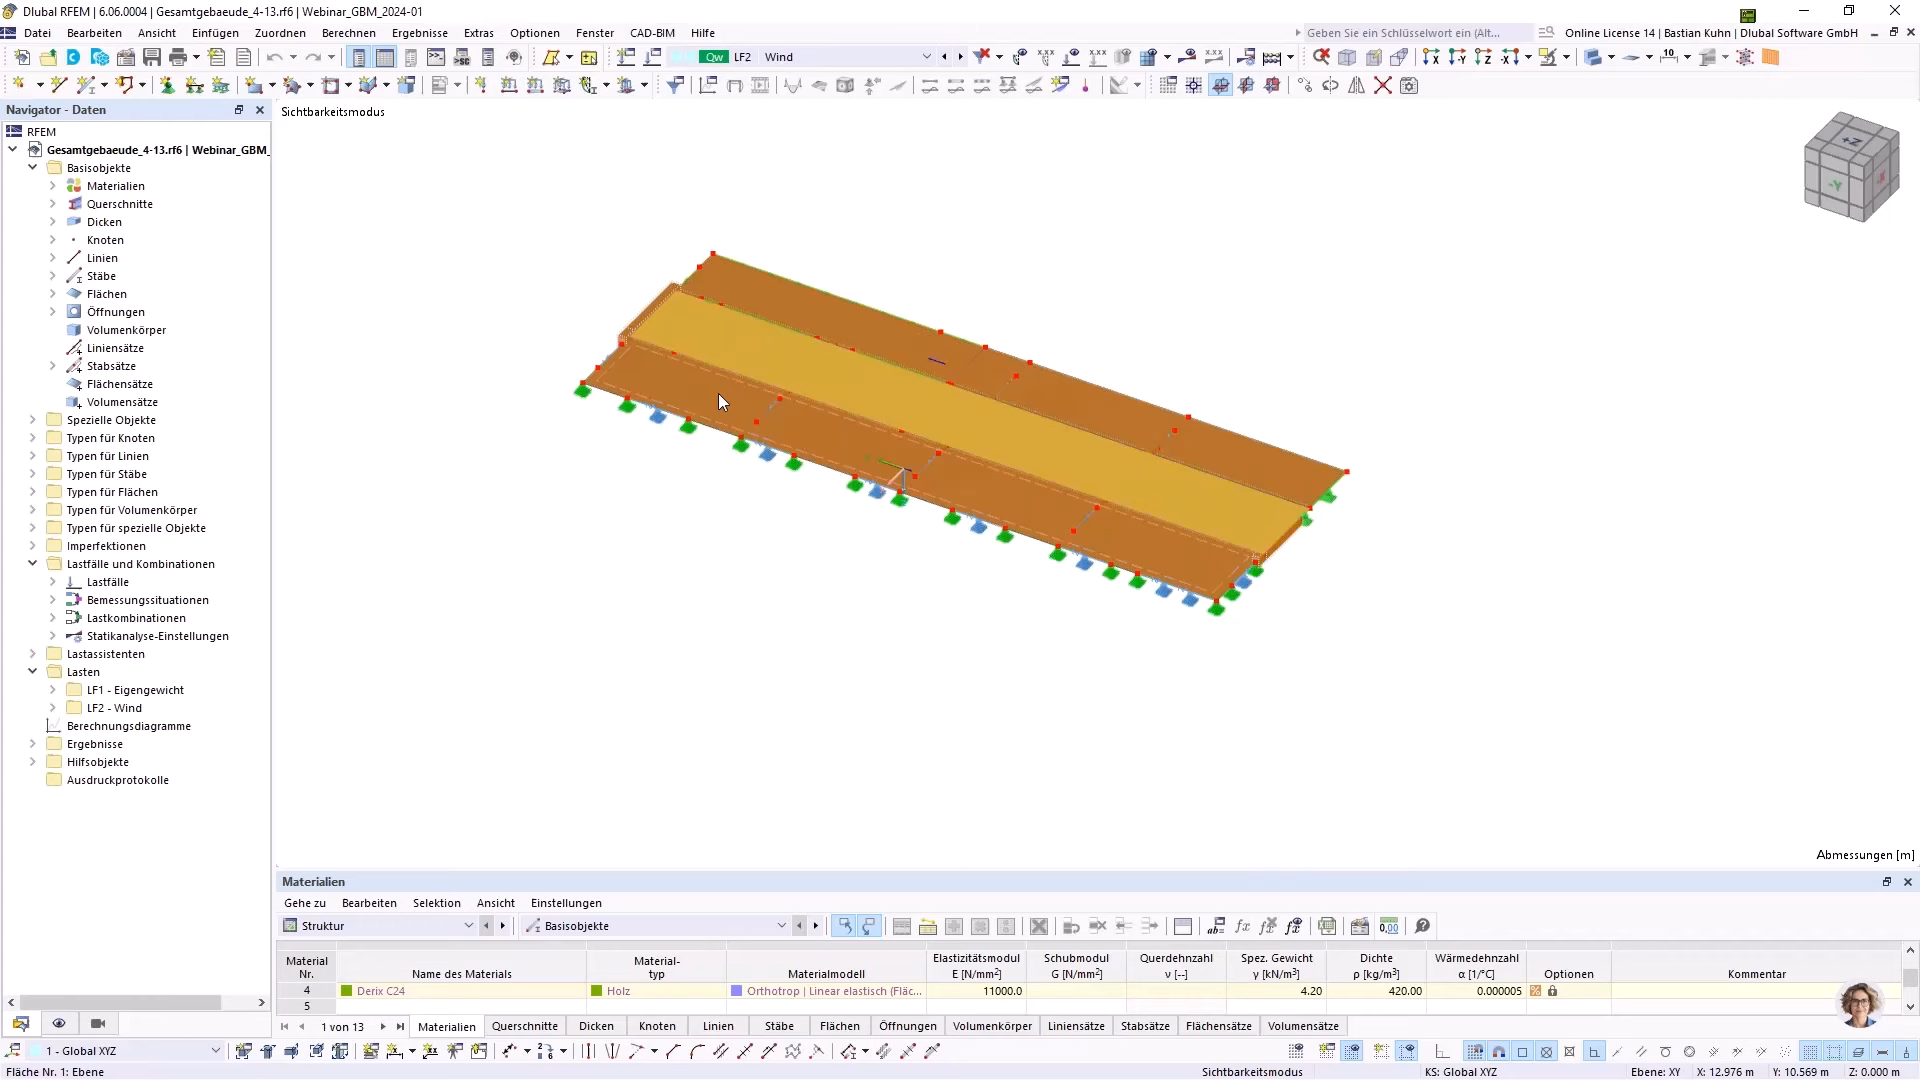 Dlubal RFEM | 6.06.0004 | Gesamtgebaeude_4-13.rf6 | Webinar_GBM_2024-01
Datei Bearbeiten Ansicht Einfügen Zuordnen Berechnen Ergebnisse Extras Optionen Fenster CAD-BIM Hilfe
Geben Sie ein Schlüsselwort ein (Alt...
Online License 14 | Bastian Kuhn | Dlubal Software GmbH
Qw LF2 Wind
Navigator - Daten
Sichtbarkeitsmodus
RFEM
Gesamtgebaeude_4-13.rf6 | Webinar_GBM_
Basisobjekte
Materialien
Querschnitte
Dicken
Knoten
Linien
Stäbe
Flächen
Öffnungen
Volumenkörper
Liniensätze
Stabsätze
Flächensätze
Volumensätze
Spezielle Objekte
Typen für Knoten
Typen für Linien
Typen für Stäbe
Typen für Flächen
Typen für Volumenkörper
Typen für spezielle Objekte
Imperfektionen
Lastfälle und Kombinationen
Lastfälle
Bemessungssituationen
Lastkombinationen
Statikanalyse-Einstellungen
Lastassistenten
Lasten
LF1 - Eigengewicht
LF2 - Wind
Berechnungsdiagramme
Ergebnisse
Hilfsobjekte
Ausdruckprotokolle
+Z
-Y
-X
Abmessungen [m]
Materialien
Gehe zu Bearbeiten Selektion Ansicht Einstellungen
Struktur Basisobjekte
Material Nr. Name des Materials Material-typ Materialmodell Elastizitätsmodul E [N/mm²] Schubmodul G [N/mm²] Querdehnzahl ν [--] Spez. Gewicht γ [kN/m³] Dichte ρ [kg/m³] Wärmedehnzahl α [1/°C] Optionen Kommentar
4 Derix C24 Holz Orthotrop | Linear elastisch (Fläc... 11000.0 4.20 420.00 0.000005
5
1 von 13 Materialien Querschnitte Dicken Knoten Linien Stäbe Flächen Öffnungen Volumenkörper Liniensätze Stabsätze Flächensätze Volumensätze
1 - Global XYZ
Fläche Nr. 1: Ebene
Sichtbarkeitsmodus KS: Global XYZ Ebene: XY X: 12.976 m Y: 10.569 m Z: 0.000 m